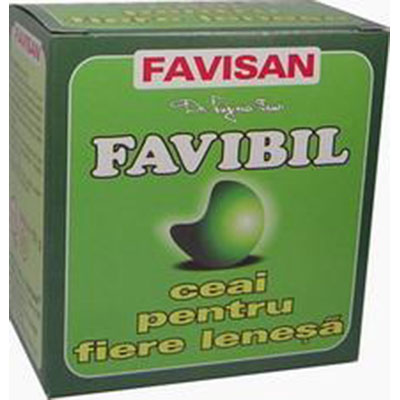 FAVISAN
FAVIBIL
ceai
pentru
fiere leneșă